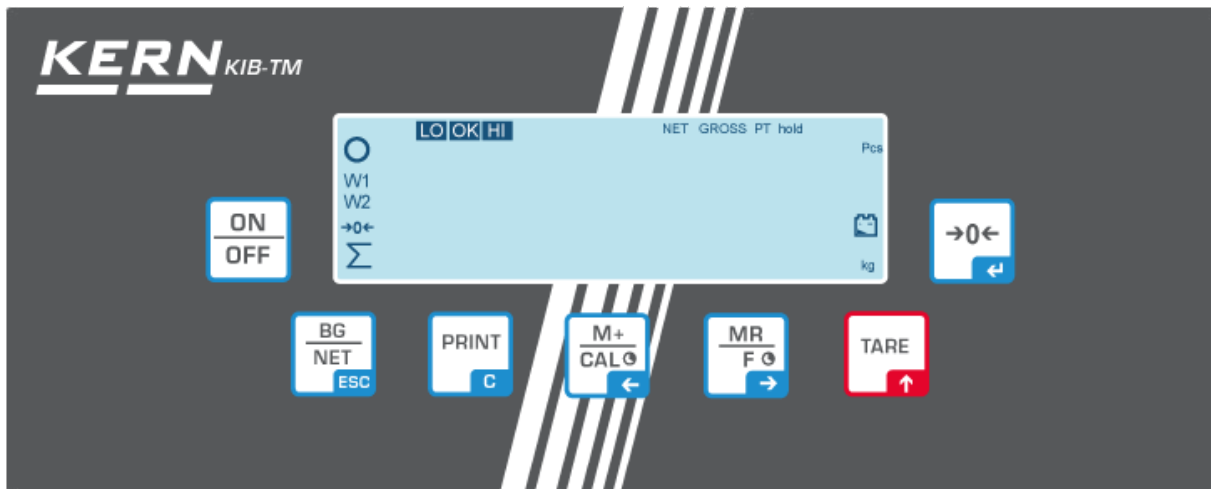 KERN KIB-TM
LO OK HI NET GROSS PT hold
Pcs
W1
W2
→0←
Σ
kg
ON
OFF
→0←
BG
NET
ESC
PRINT
C
M+
CAL
MR
F
TARE